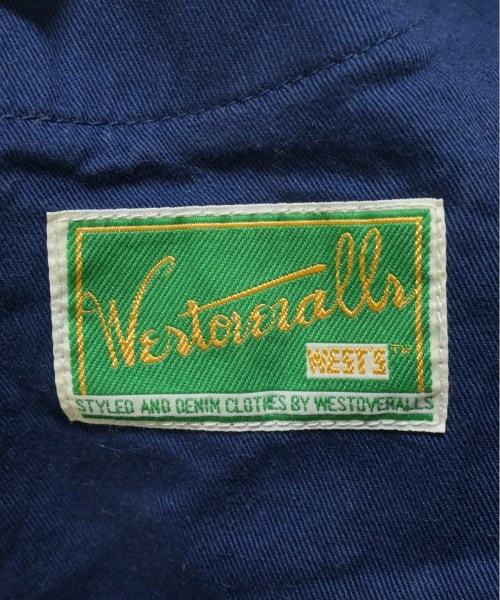 Westoveralls
WEST'S™
STYLED AND DENIM CLOTHES BY WESTOVERALLS